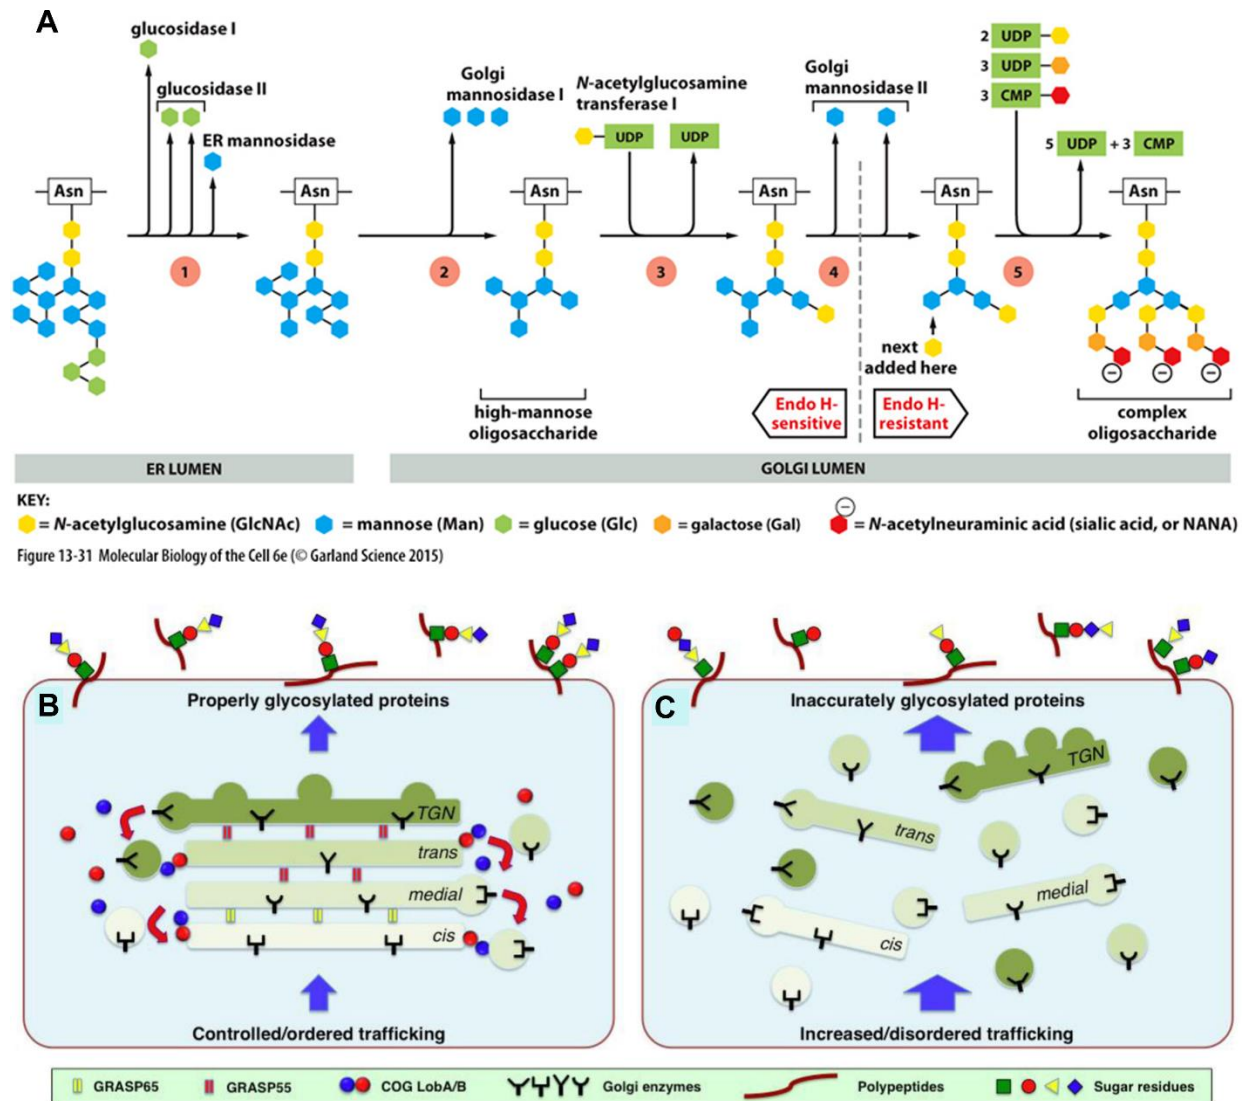 A
glucosidase I
glucosidase II
ER mannosidase
Golgi
mannosidase I
N-acetylglucosamine
transferase I
UDP
UDP
Golgi
mannosidase II
2 UDP
3 UDP
3 CMP
5 UDP + 3 CMP
Asn
Asn
Asn
Asn
Asn
Asn
1
2
3
4
5
next
added here
high-mannose
oligosaccharide
Endo H-
sensitive
Endo H-
resistant
complex
oligosaccharide
ER LUMEN
GOLGI LUMEN
KEY:
= N-acetylglucosamine (GlcNAc)
= mannose (Man)
= glucose (Glc)
= galactose (Gal)
= N-acetylneuraminic acid (sialic acid, or NANA)
Figure 13-31 Molecular Biology of the Cell 6e (© Garland Science 2015)
B
Properly glycosylated proteins
TGN
trans
medial
cis
Controlled/ordered trafficking
C
Inaccurately glycosylated proteins
TGN
trans
medial
cis
Increased/disordered trafficking
GRASP65
GRASP55
COG LobA/B
Golgi enzymes
Polypeptides
Sugar residues